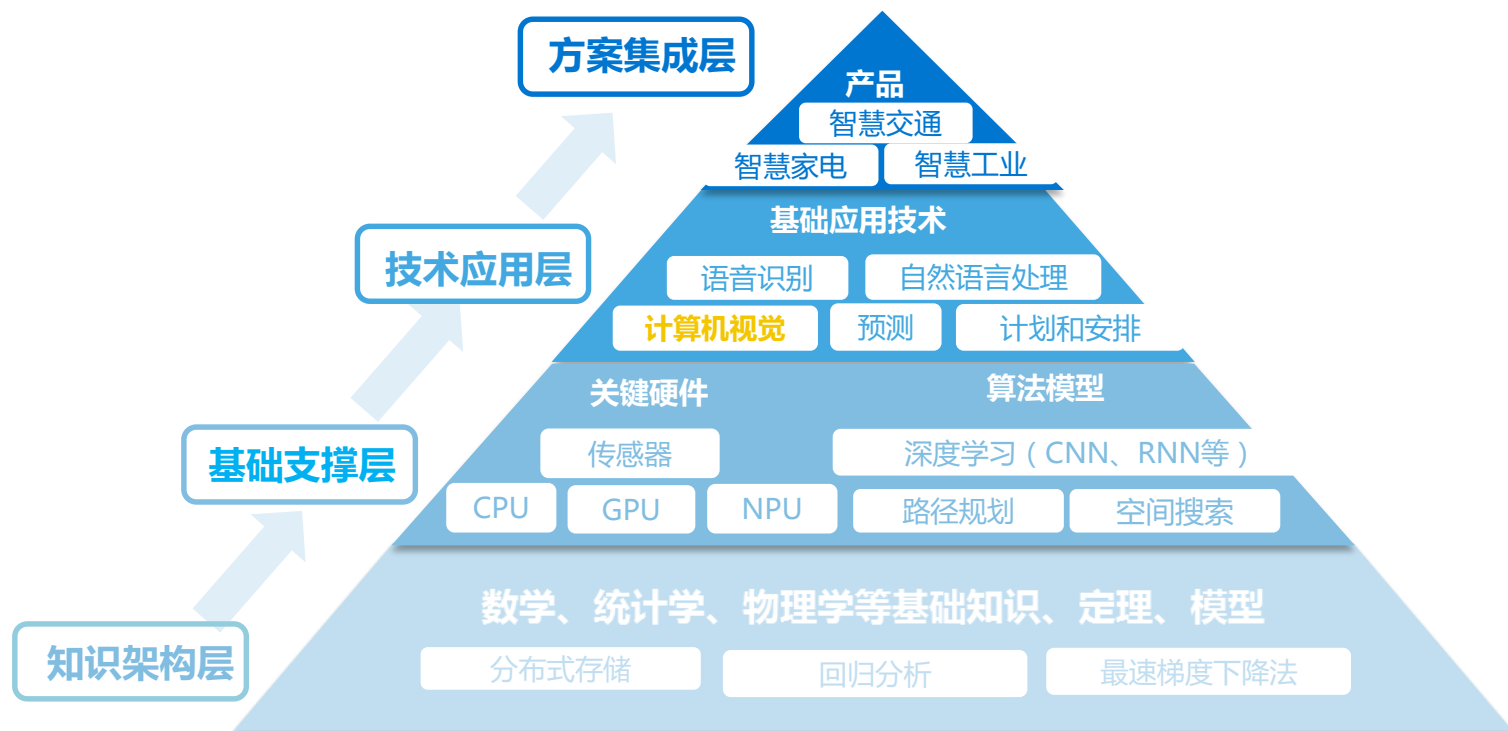 方案集成层
产品
智慧交通
智慧家电
智慧工业
技术应用层
基础应用技术
语音识别
自然语言处理
计算机视觉
预测
计划和安排
基础支撑层
关键硬件
算法模型
传感器
深度学习（CNN、RNN等）
CPU
GPU
NPU
路径规划
空间搜索
知识架构层
数学、统计学、物理学等基础知识、定理、模型
分布式存储
回归分析
最速梯度下降法